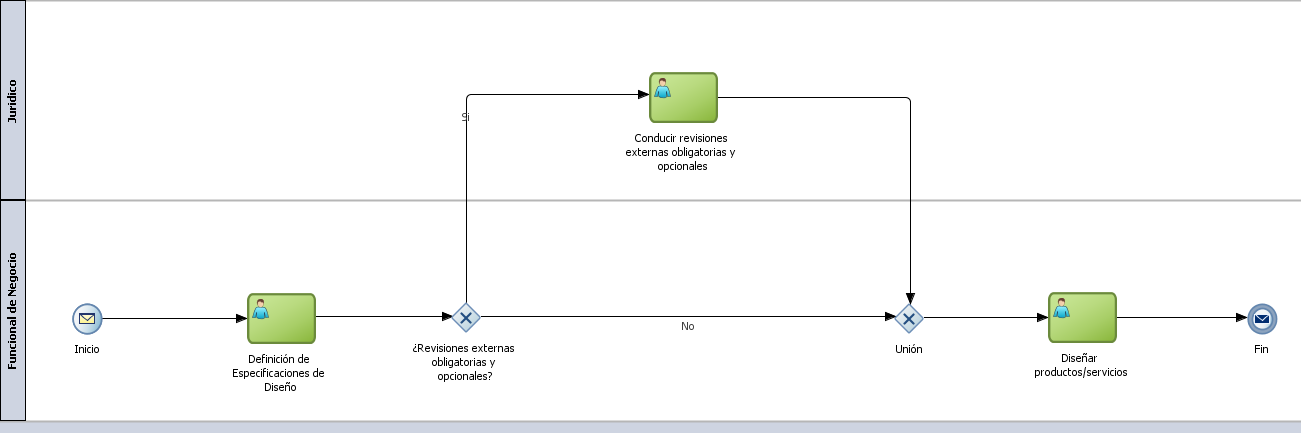 Jurídico
Si
Conducir revisiones
externas obligatorias y
opcionales
Funcional de Negocio
Inicio
Definición de
Especificaciones de
Diseño
¿Revisiones externas
obligatorias y
opcionales?
No
Unión
Diseñar
productos/servicios
Fin